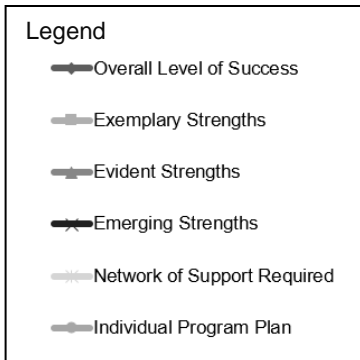 Legend
Overall Level of Success
Exemplary Strengths
Evident Strengths
Emerging Strengths
Network of Support Required
Individual Program Plan